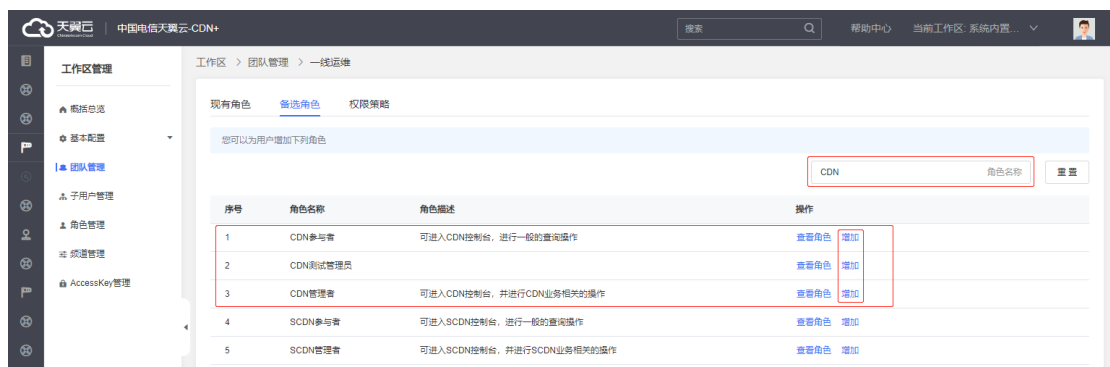 天翼云 中国电信天翼云-CDN+ 搜索 帮助中心 当前工作区: 系统内置...
工作区管理
概括总览
基本配置
团队管理
子用户管理
角色管理
频道管理
AccessKey管理
工作区 > 团队管理 > 一线运维
现有角色 备选角色 权限策略
您可以为用户增加下列角色
CDN 角色名称 重置
序号 角色名称 角色描述 操作
1 CDN参与者 可进入CDN控制台，进行一般的查询操作 查看角色 增加
2 CDN测试管理员 查看角色 增加
3 CDN管理者 可进入CDN控制台，并进行CDN业务相关的操作 查看角色 增加
4 SCDN参与者 可进入SCDN控制台，进行一般的查询操作 查看角色 增加
5 SCDN管理者 可进入SCDN控制台，并进行SCDN业务相关的操作 查看角色 增加